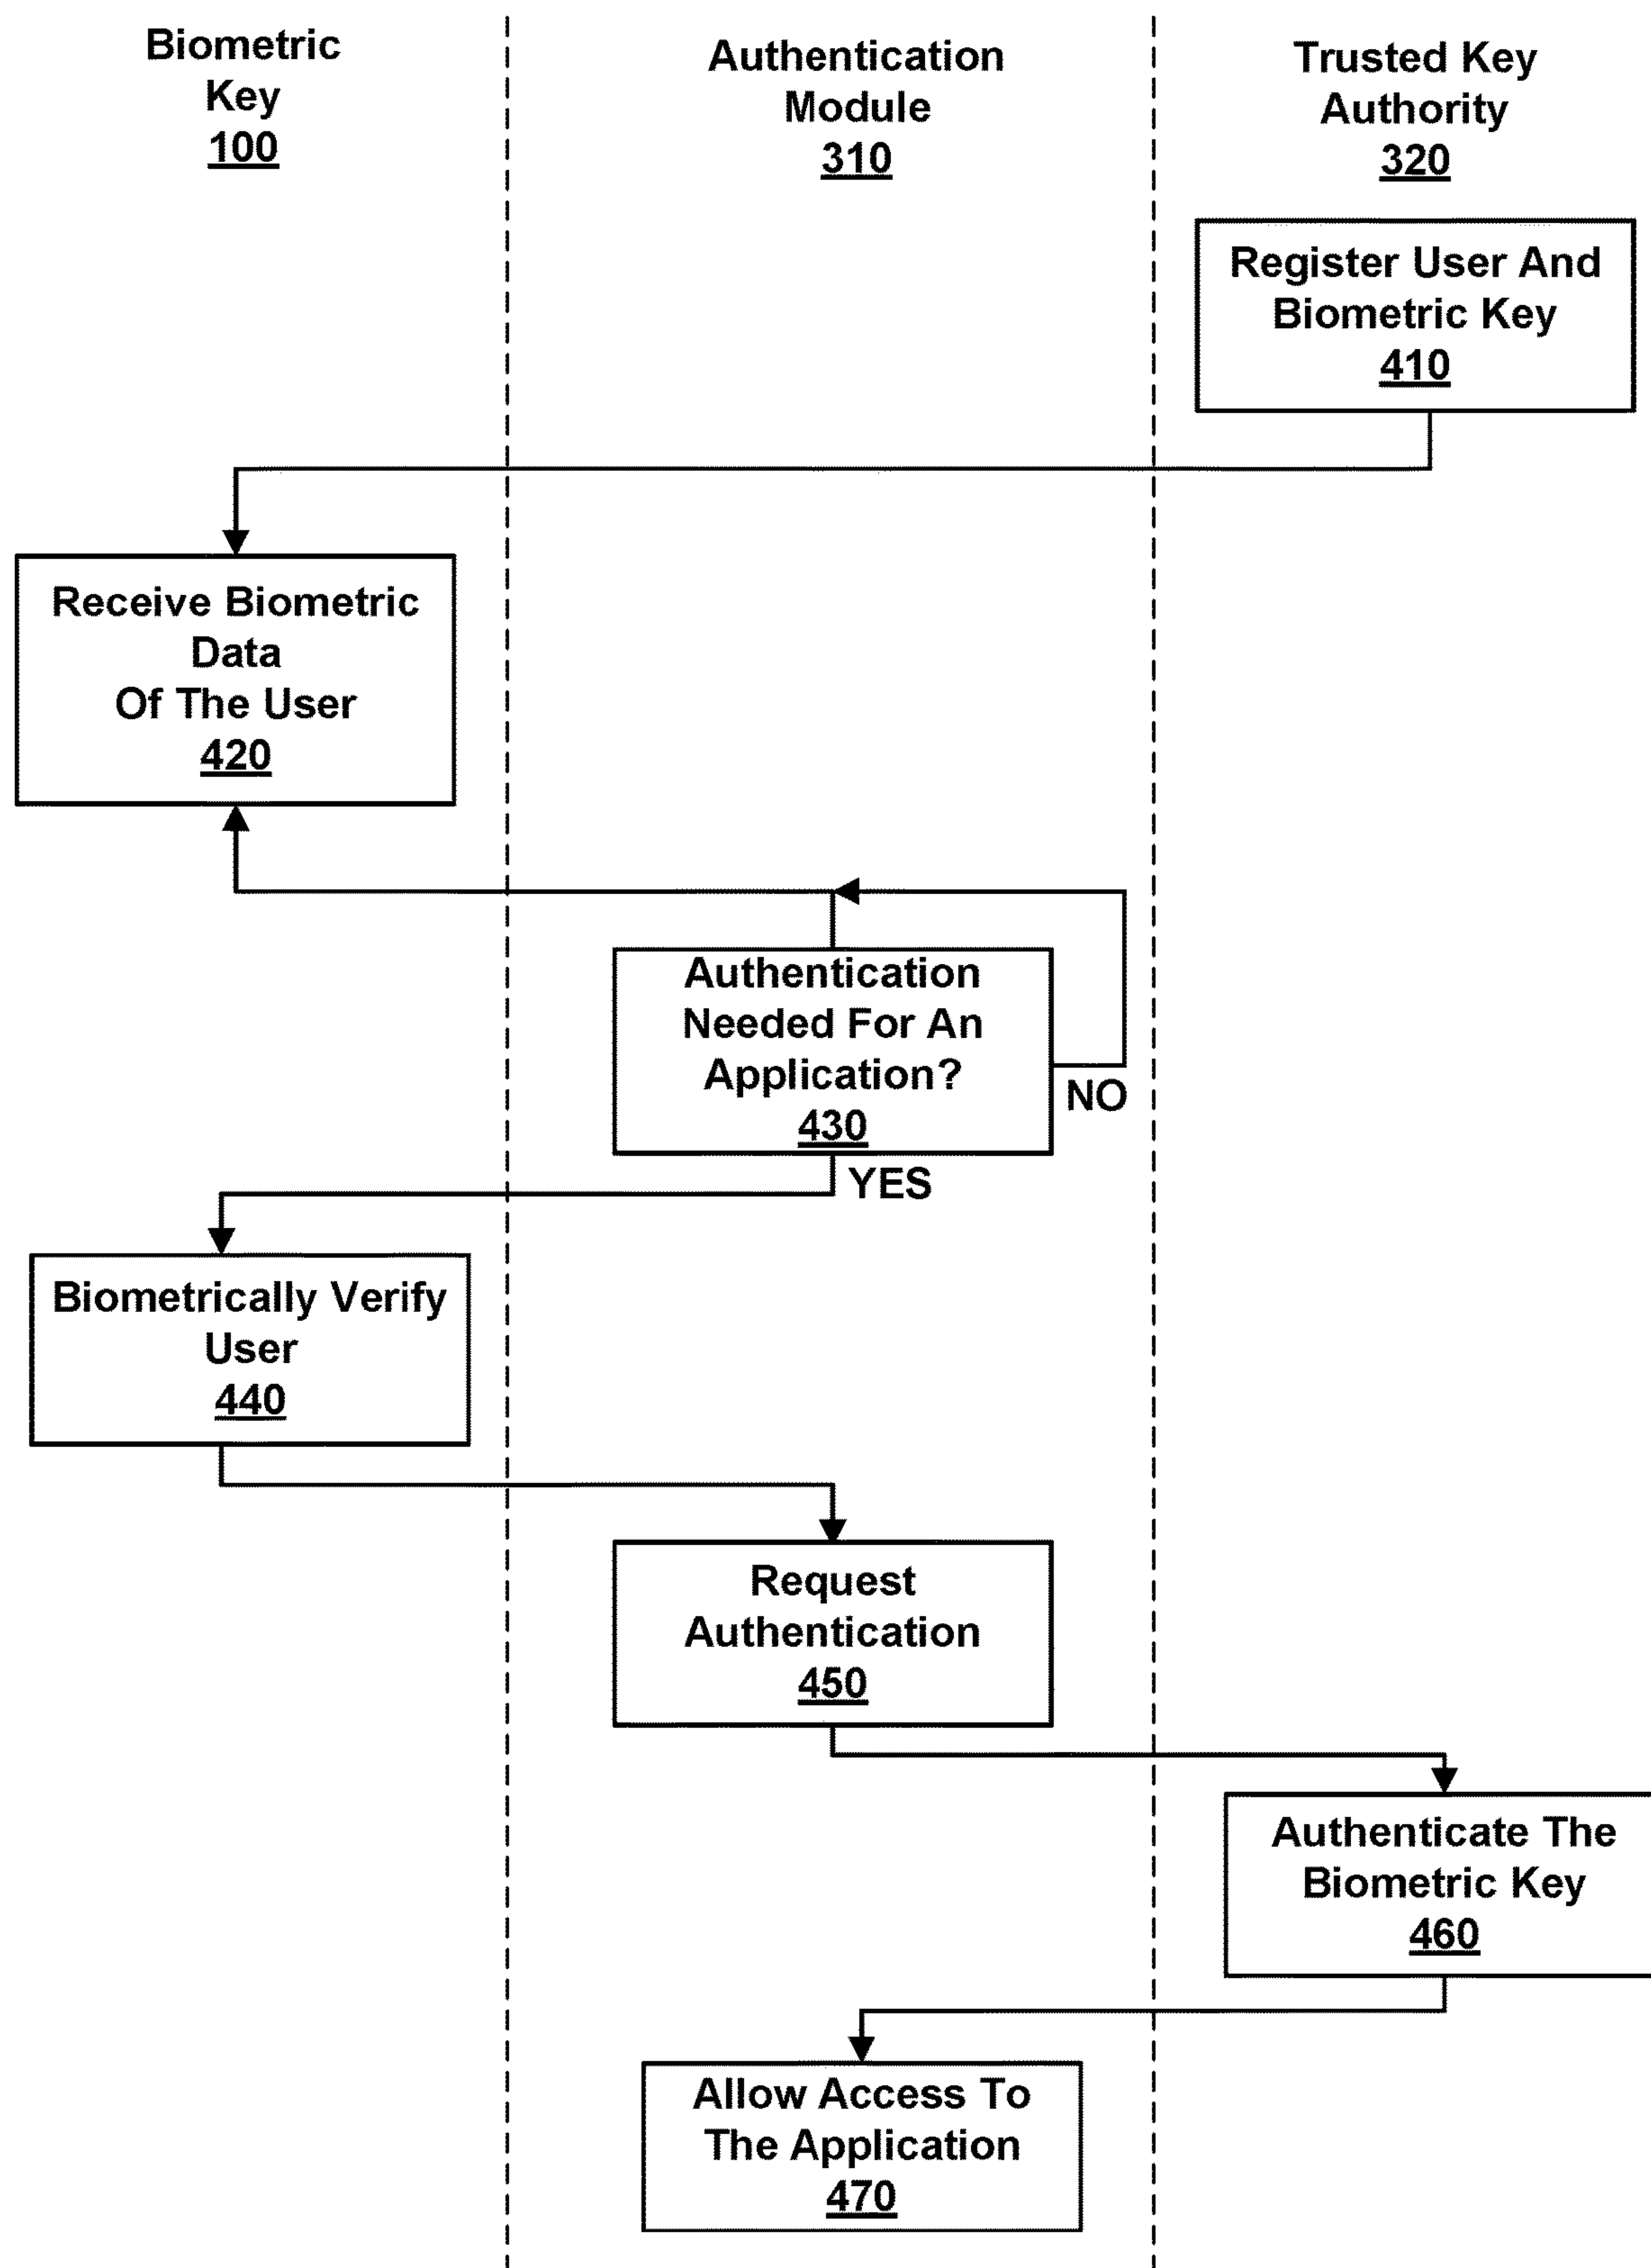 Biometric
Key
100
Authentication
Module
310
Trusted Key
Authority
320
Register User And
Biometric Key
410
Receive Biometric
Data
Of The User
420
Authentication
Needed For An
Application?
430
NO
YES
Biometrically Verify
User
440
Request
Authentication
450
Authenticate The
Biometric Key
460
Allow Access To
The Application
470